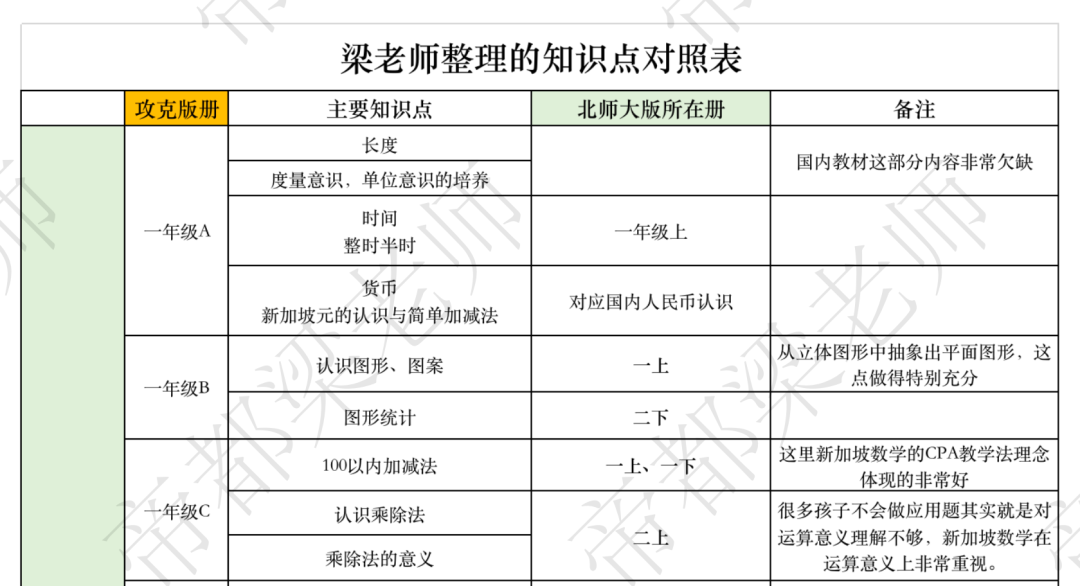 梁老师整理的知识点对照表
攻克版册 主要知识点 北师大版所在册 备注
一年级A
长度
度量意识，单位意识的培养
国内教材这部分内容非常欠缺
时间
整时半时
一年级上
货币
新加坡元的认识与简单加减法
对应国内人民币认识
一年级B
认识图形、图案
一上
从立体图形中抽象出平面图形，这
点做得特别充分
图形统计
二下
一年级C
100以内加减法
一上、一下
这里新加坡数学的CPA教学法理念
体现的非常好
认识乘除法
乘除法的意义
二上
很多孩子不会做应用题其实就是对
运算意义理解不够，新加坡数学在
运算意义上非常重视。
帝都梁老师
帝都梁老师